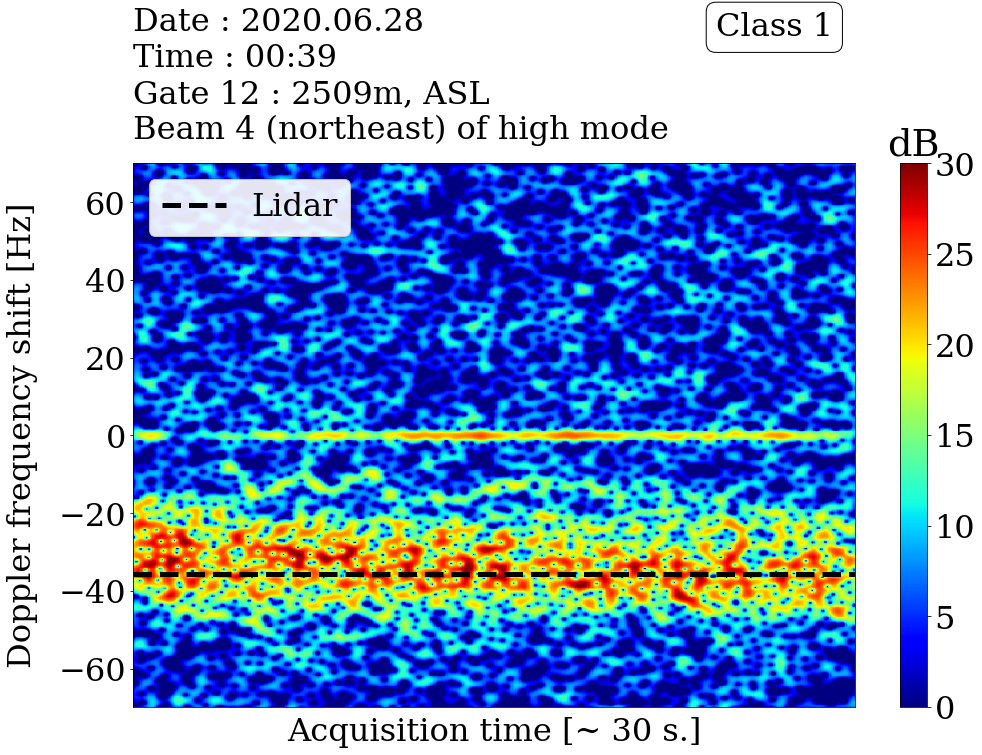 Date : 2020.06.28
Time : 00:39
Gate 12 : 2509m, ASL
Beam 4 (northeast) of high mode
Class 1
dB
Lidar
Doppler frequency shift [Hz]
60
40
20
0
−20
−40
−60
Acquisition time [~ 30 s.]
30
25
20
15
10
5
0